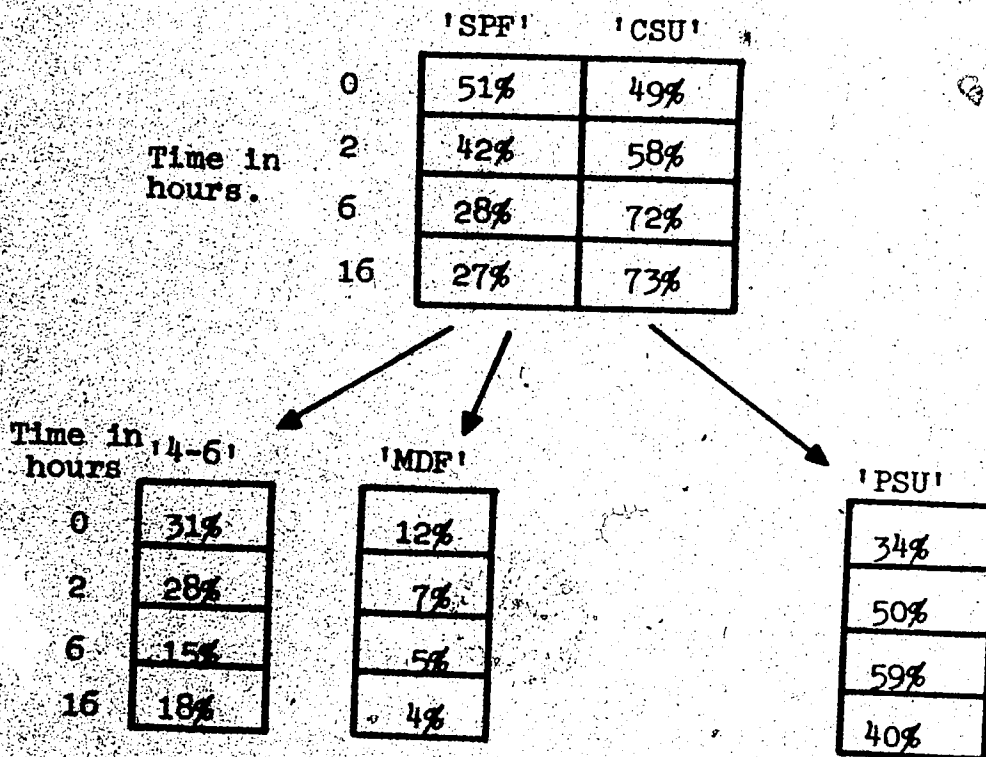 'SPF' 'CSU'
0 51% 49%
Time in
hours.
2 42% 58%
6 28% 72%
16 27% 73%
Time in
hours
'4-6' 'MDF' 'PSU'
0 31% 12% 34%
2 28% 7% 50%
6 15% 5% 59%
16 18% 4% 40%